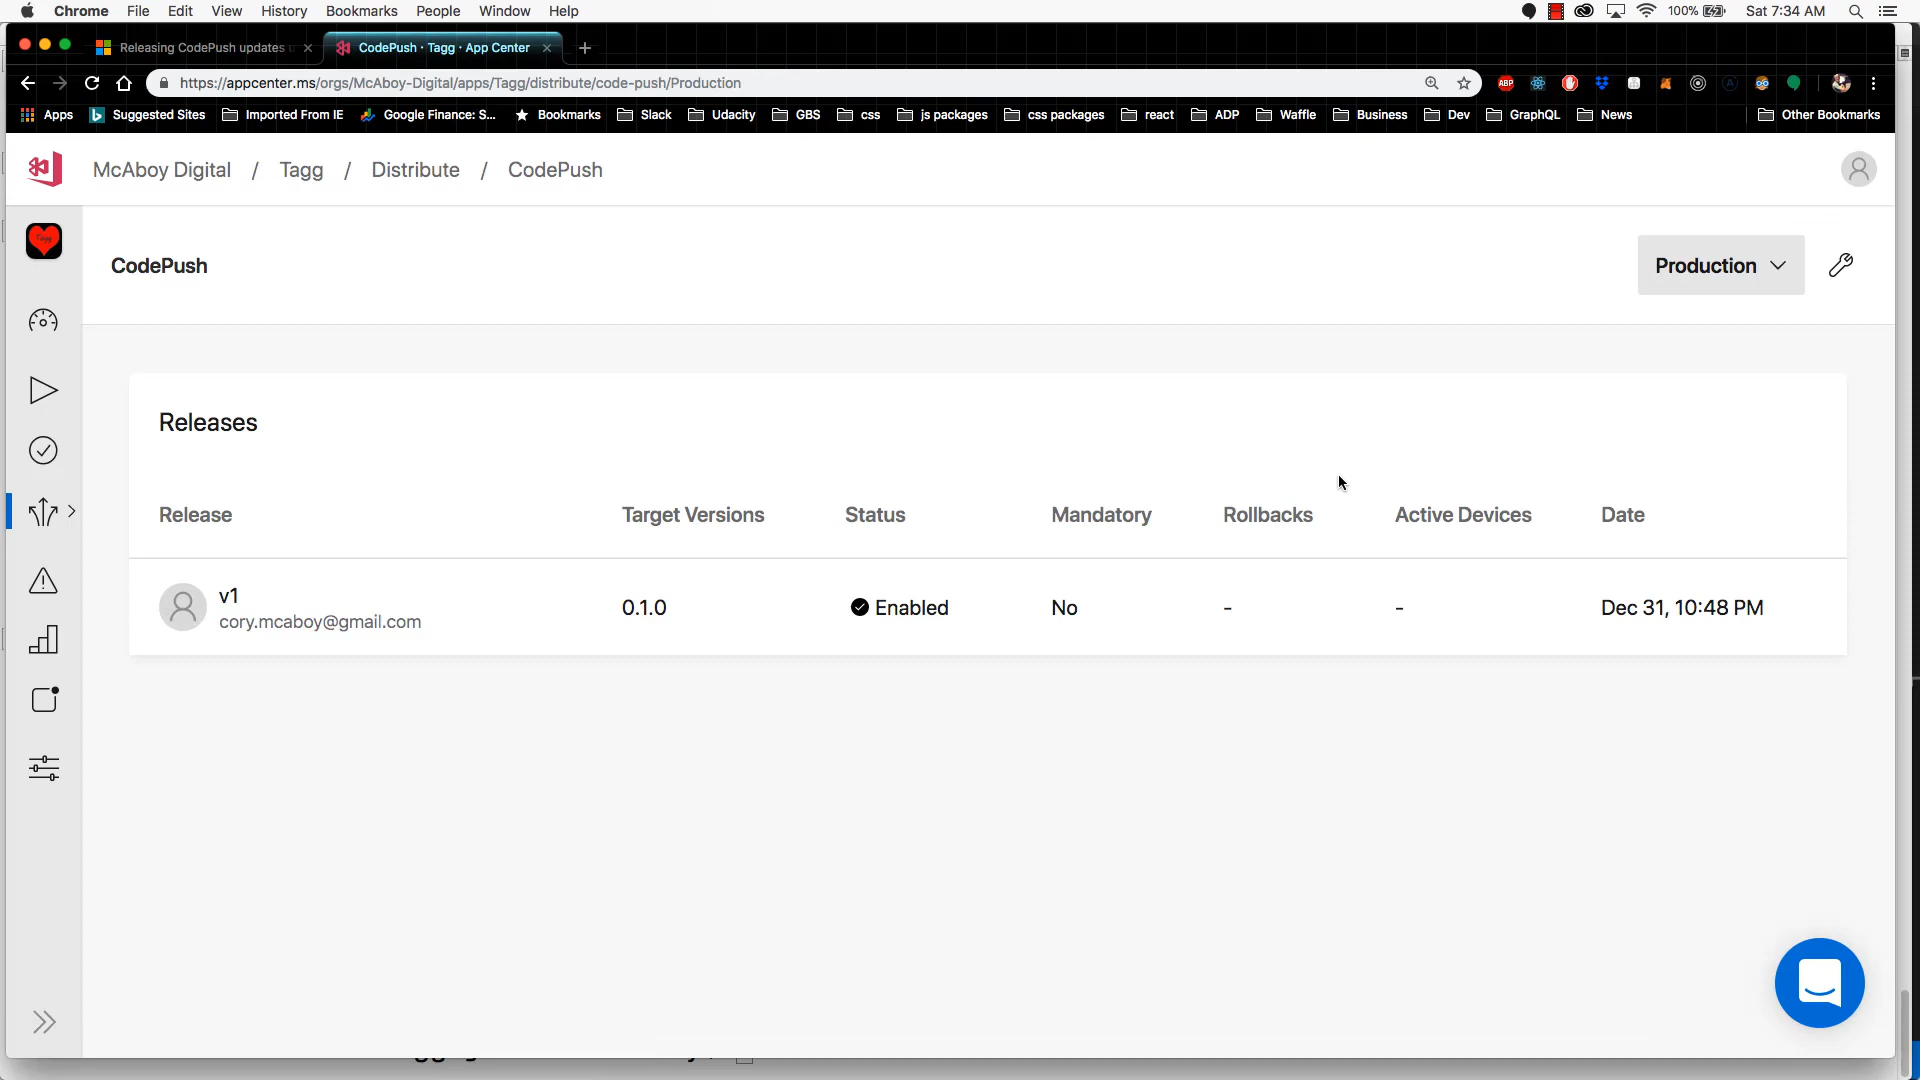 Chrome File Edit View History Bookmarks People Window Help 100% Sat 7:34 AM
Releasing CodePush updates CodePush · Tagg · App Center
https://appcenter.ms/orgs/McAboy-Digital/apps/Tagg/distribute/code-push/Production ABP
Apps Suggested Sites Imported From IE Google Finance: S... Bookmarks Slack Udacity GBS css js packages css packages react ADP Waffle Business Dev GraphQL News Other Bookmarks
McAboy Digital / Tagg / Distribute / CodePush
Tagg
CodePush
Production
Releases
Release Target Versions Status Mandatory Rollbacks Active Devices Date
v1
cory.mcaboy@gmail.com
0.1.0 Enabled No - - Dec 31, 10:48 PM